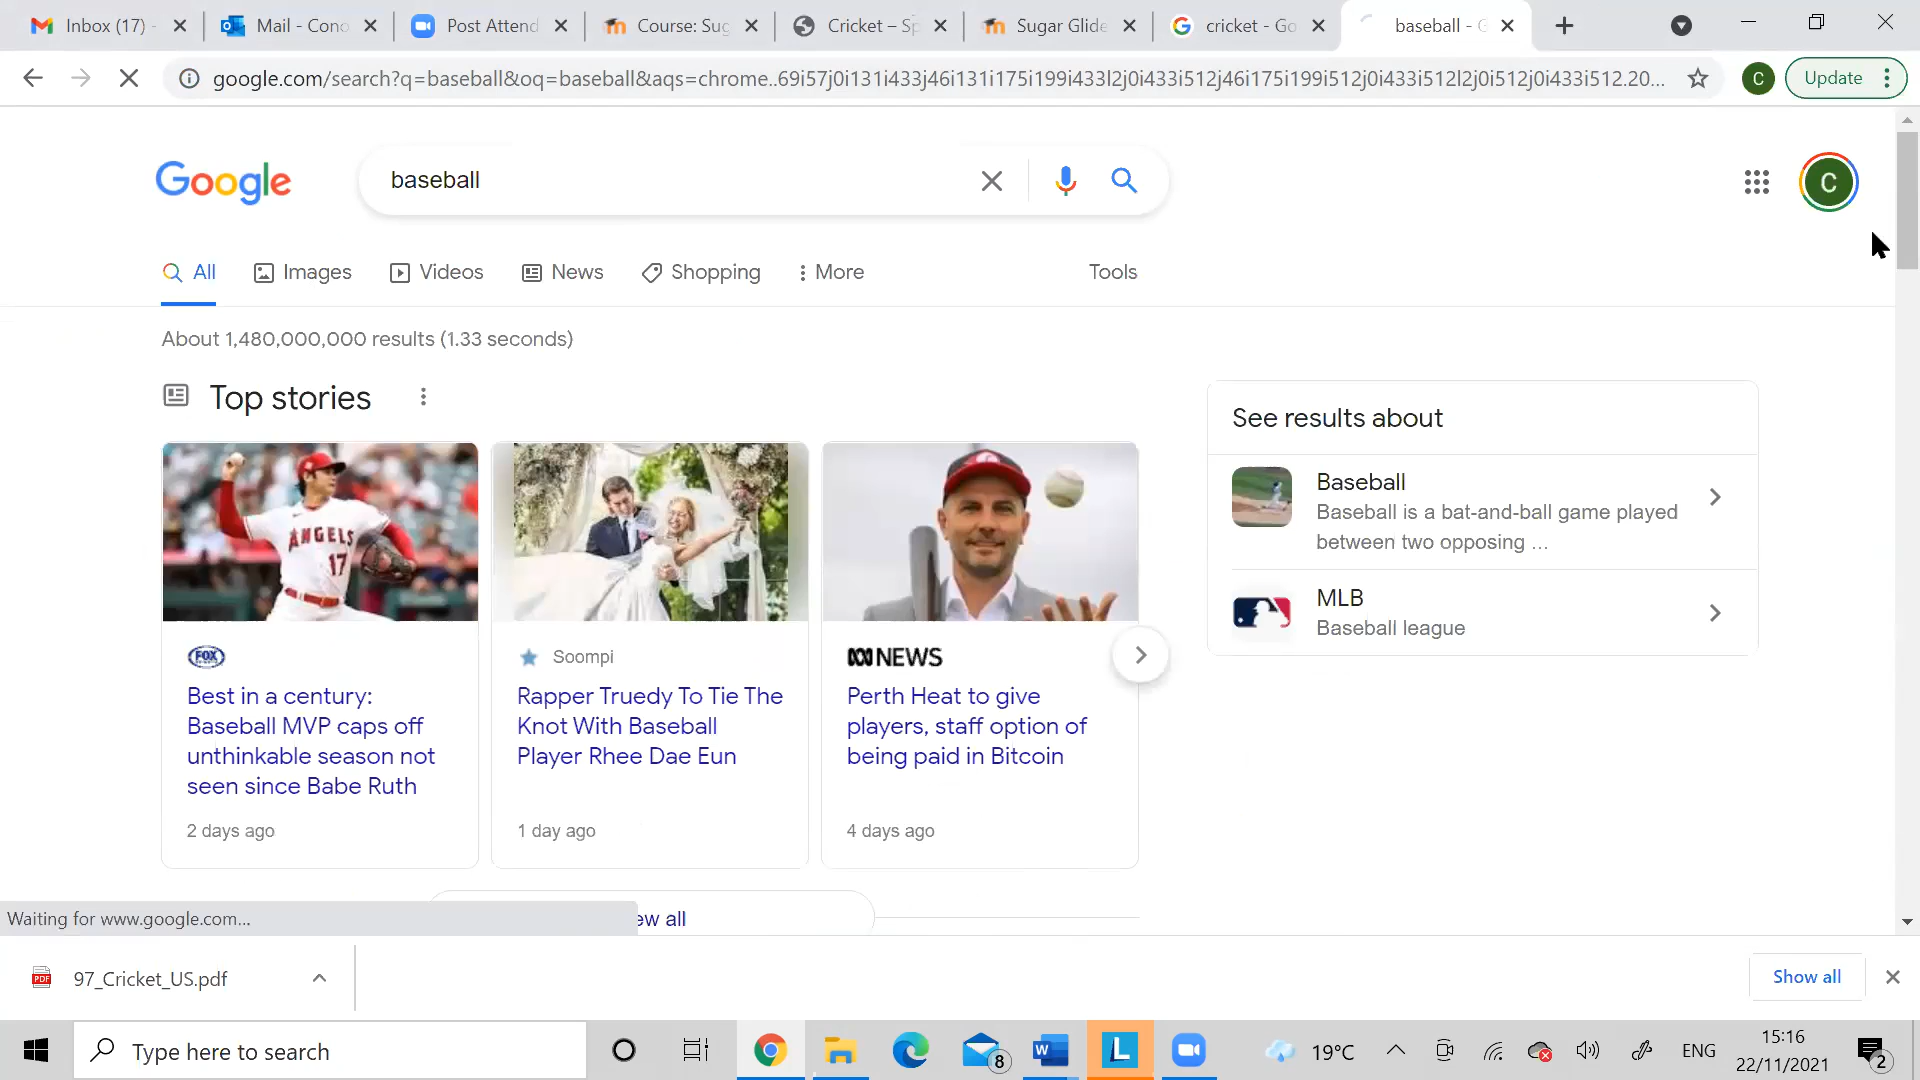 Inbox (17) -
Mail - Cono
Post Attend
Course: Sug
Cricket – Sp
Sugar Glide
cricket - Go
baseball - G
google.com/search?q=baseball&oq=baseball&aqs=chrome..69i57j0i131i433j46i131i175i199i433l2j0i433i512j46i175i199i512j0i433i512l2j0i512j0i433i512.20...
C
Update
Google
baseball
C
All
Images
Videos
News
Shopping
More
Tools
About 1,480,000,000 results (1.33 seconds)
Top stories
See results about
Baseball
Baseball is a bat-and-ball game played
between two opposing ...
MLB
Baseball league
ANGELS
17
FOX
Best in a century:
Baseball MVP caps off
unthinkable season not
seen since Babe Ruth
2 days ago
Soompi
Rapper Truedy To Tie The
Knot With Baseball
Player Rhee Dae Eun
1 day ago
NEWS
Perth Heat to give
players, staff option of
being paid in Bitcoin
4 days ago
Waiting for www.google.com...
ew all
PDF
97_Cricket_US.pdf
Show all
Type here to search
8
W
L
19°C
ENG
15:16
22/11/2021
2